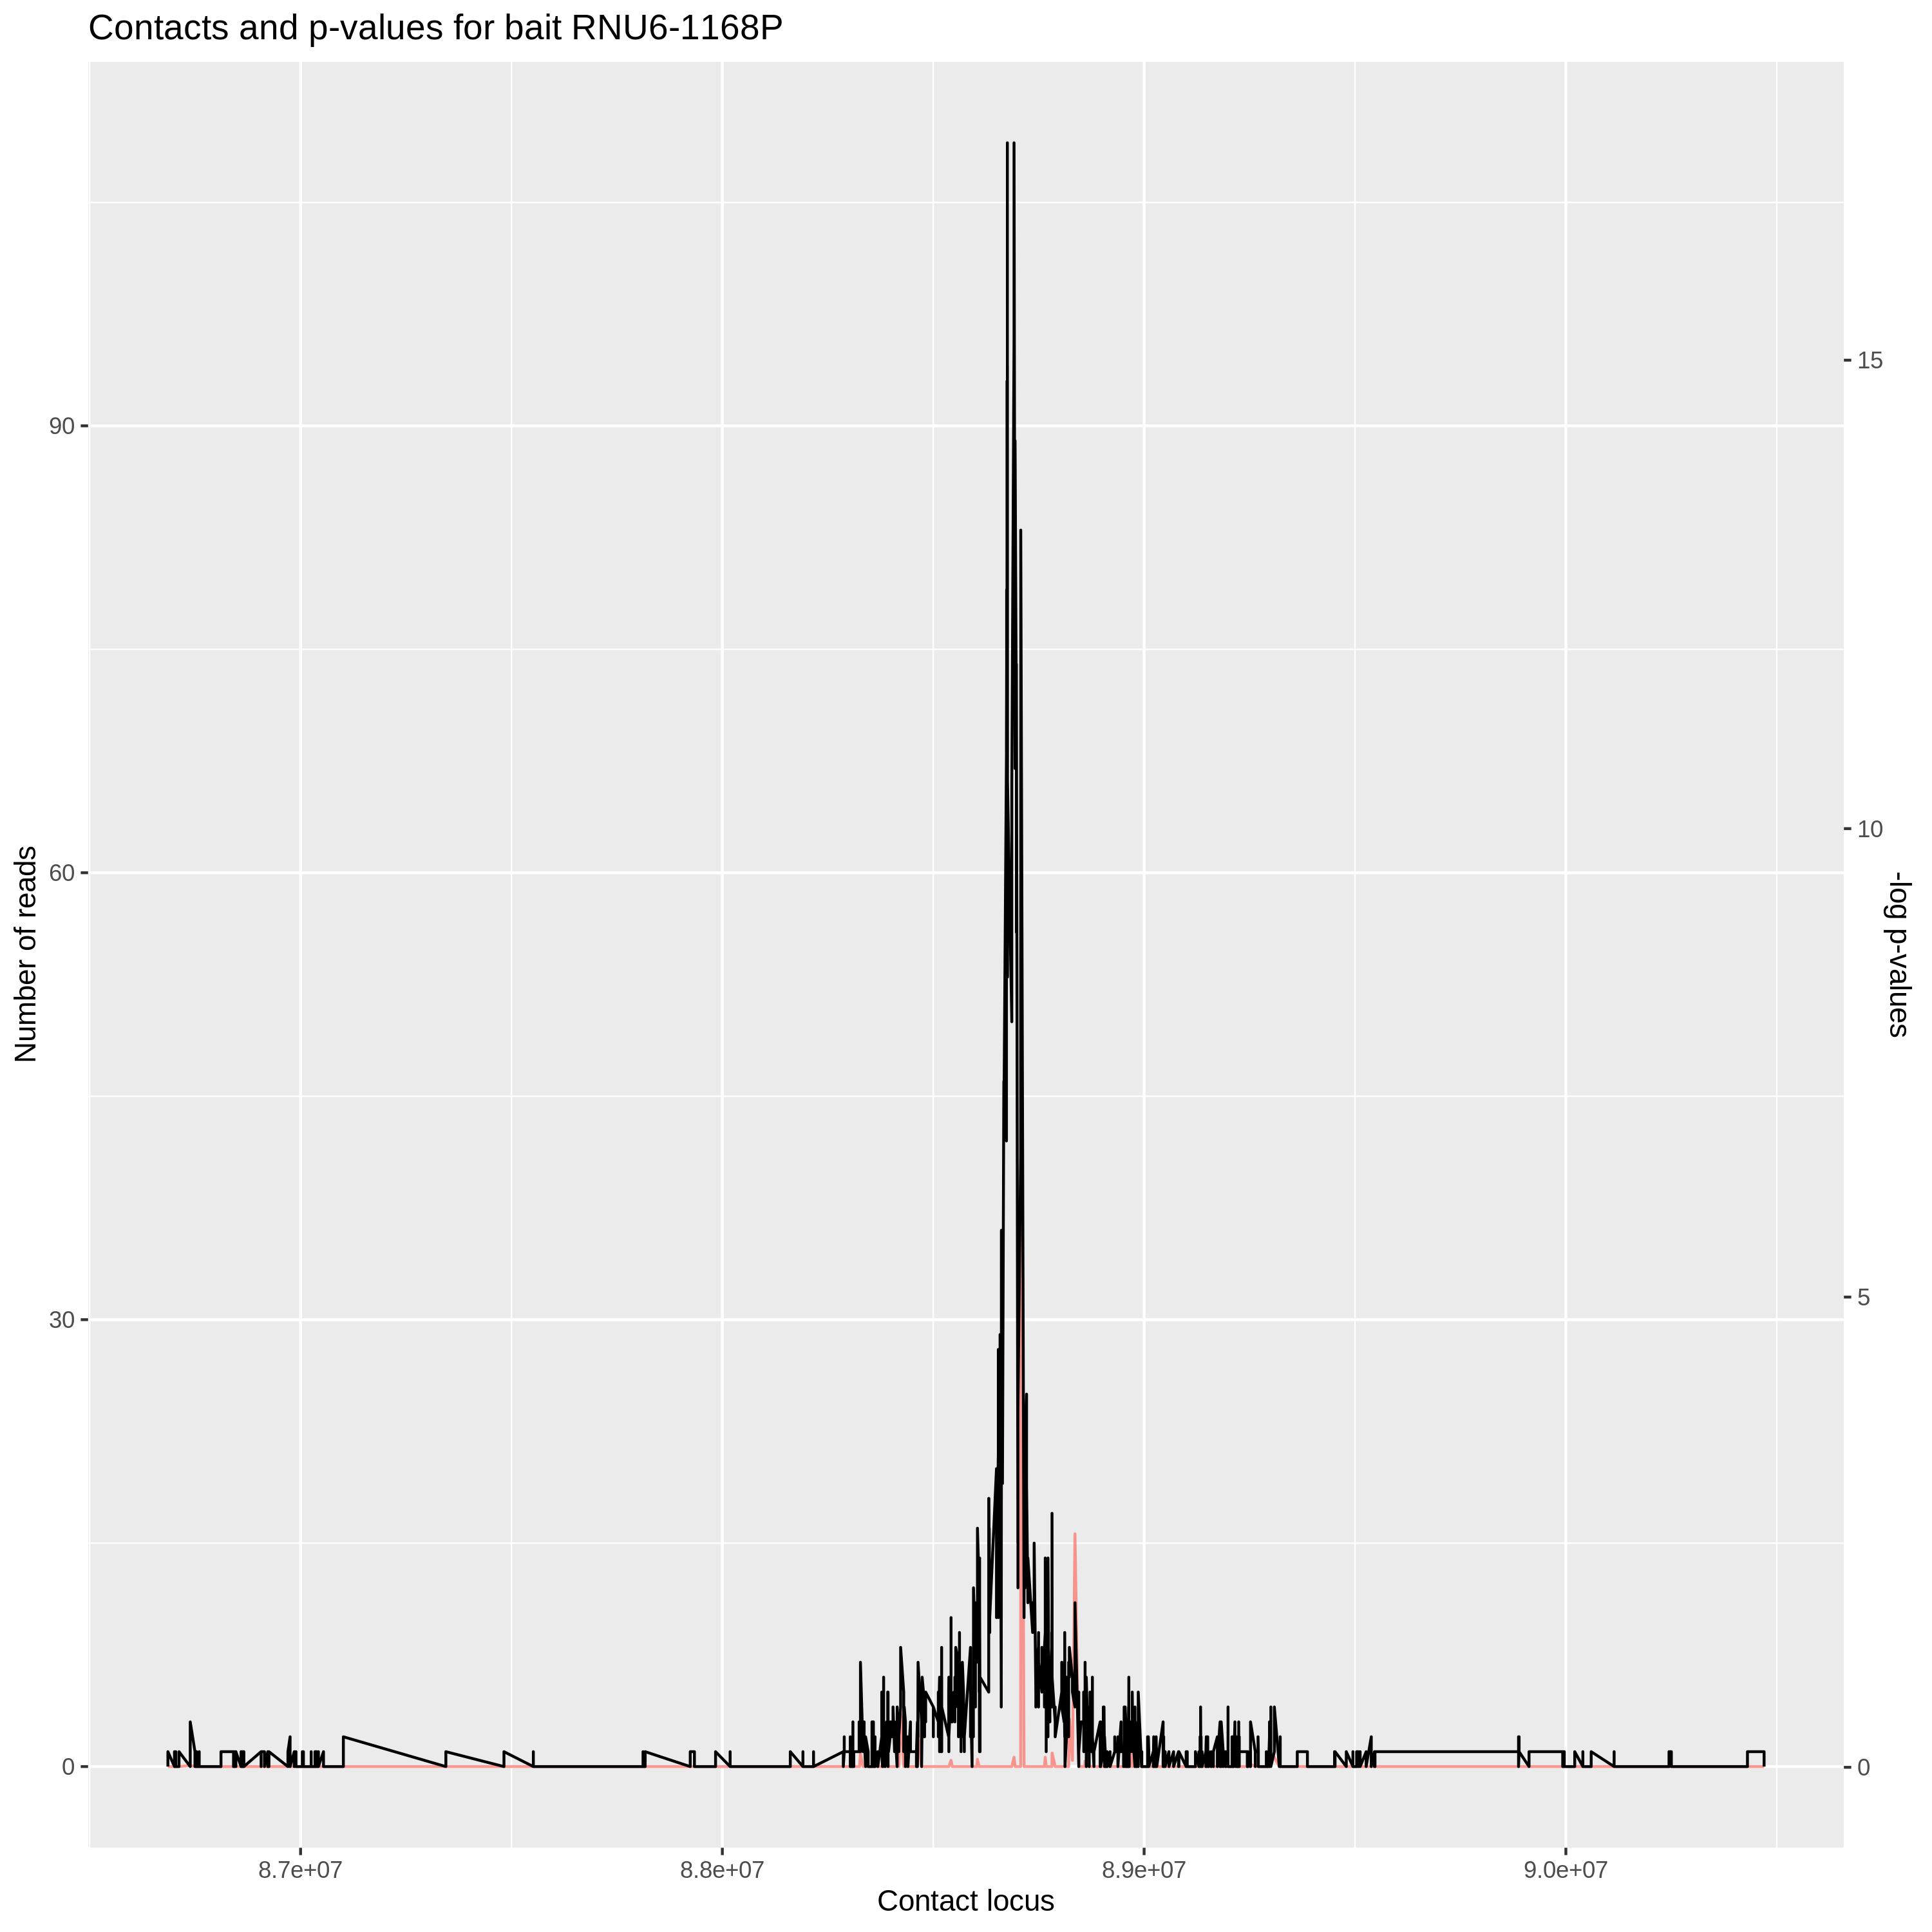 Contacts and p-values for bait RNU6-1168P
90
60
30
0
15
10
5
0
Number of reads
-log p-values
8.7e+07 8.8e+07 8.9e+07 9.0e+07
Contact locus